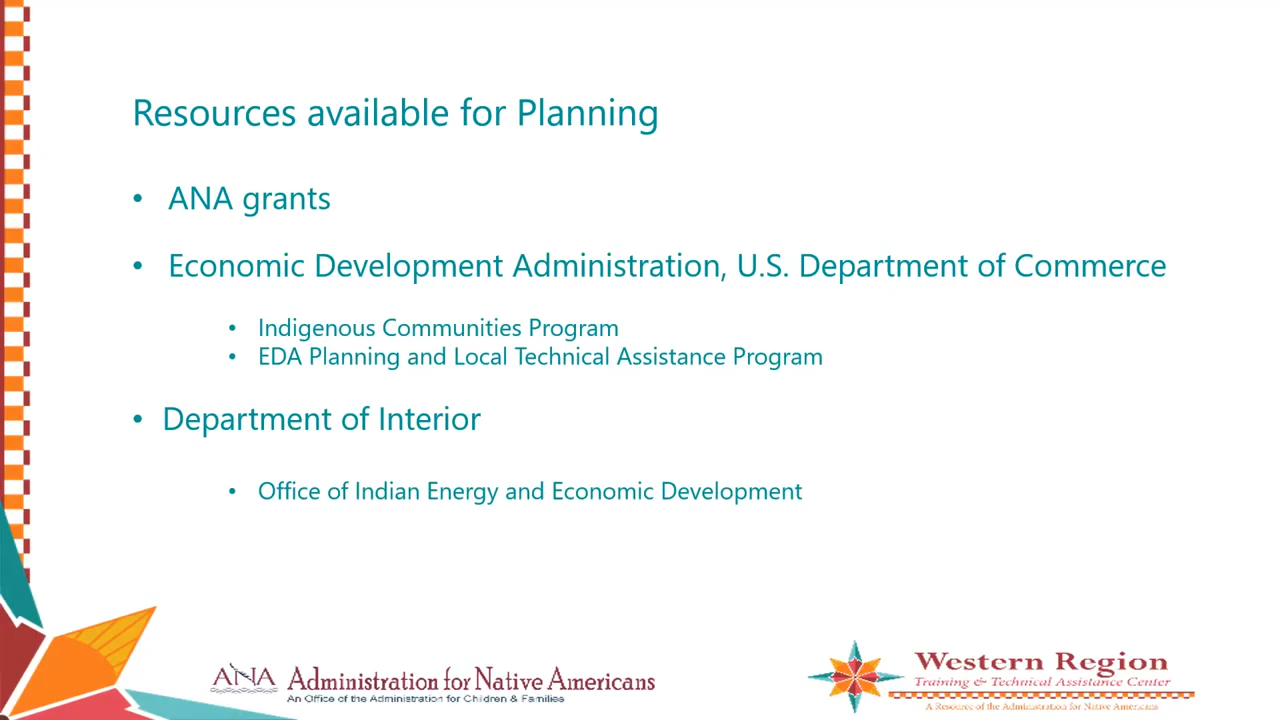 Resources available for Planning
• ANA grants
• Economic Development Administration, U.S. Department of Commerce
• Indigenous Communities Program
• EDA Planning and Local Technical Assistance Program
• Department of Interior
• Office of Indian Energy and Economic Development
ANA Administration for Native Americans
An Office of the Administration for Children & Families
Western Region
Training & Technical Assistance Center
A Resource of the Administration for Native Americans